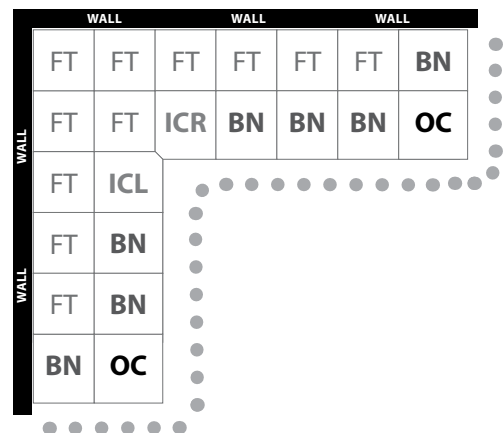 WALL WALL WALL
FT FT FT FT FT FT BN
FT FT ICR BN BN BN OC
WALL
FT ICL
FT BN
WALL
FT BN
BN OC